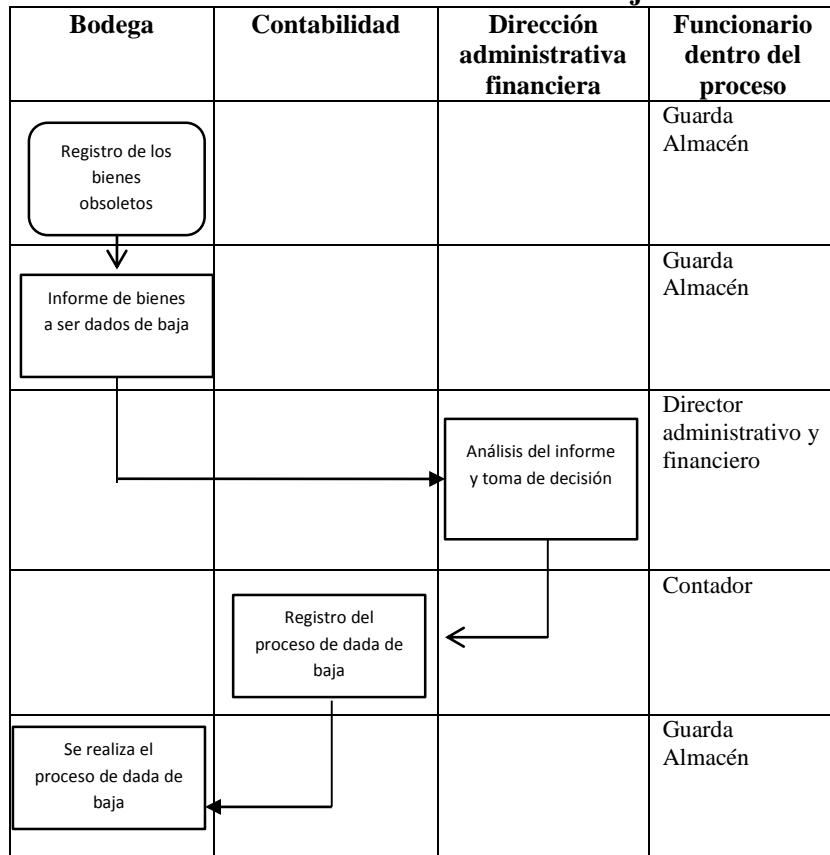 Bodega
Contabilidad
Dirección
administrativa
financiera
Funcionario
dentro del
proceso
Registro de los
bienes
obsoletos
Guarda
Almacén
Informe de bienes
a ser dados de baja
Guarda
Almacén
Análisis del informe
y toma de decisión
Director
administrativo y
financiero
Registro del
proceso de dada de
baja
Contador
Se realiza el
proceso de dada de
baja
Guarda
Almacén